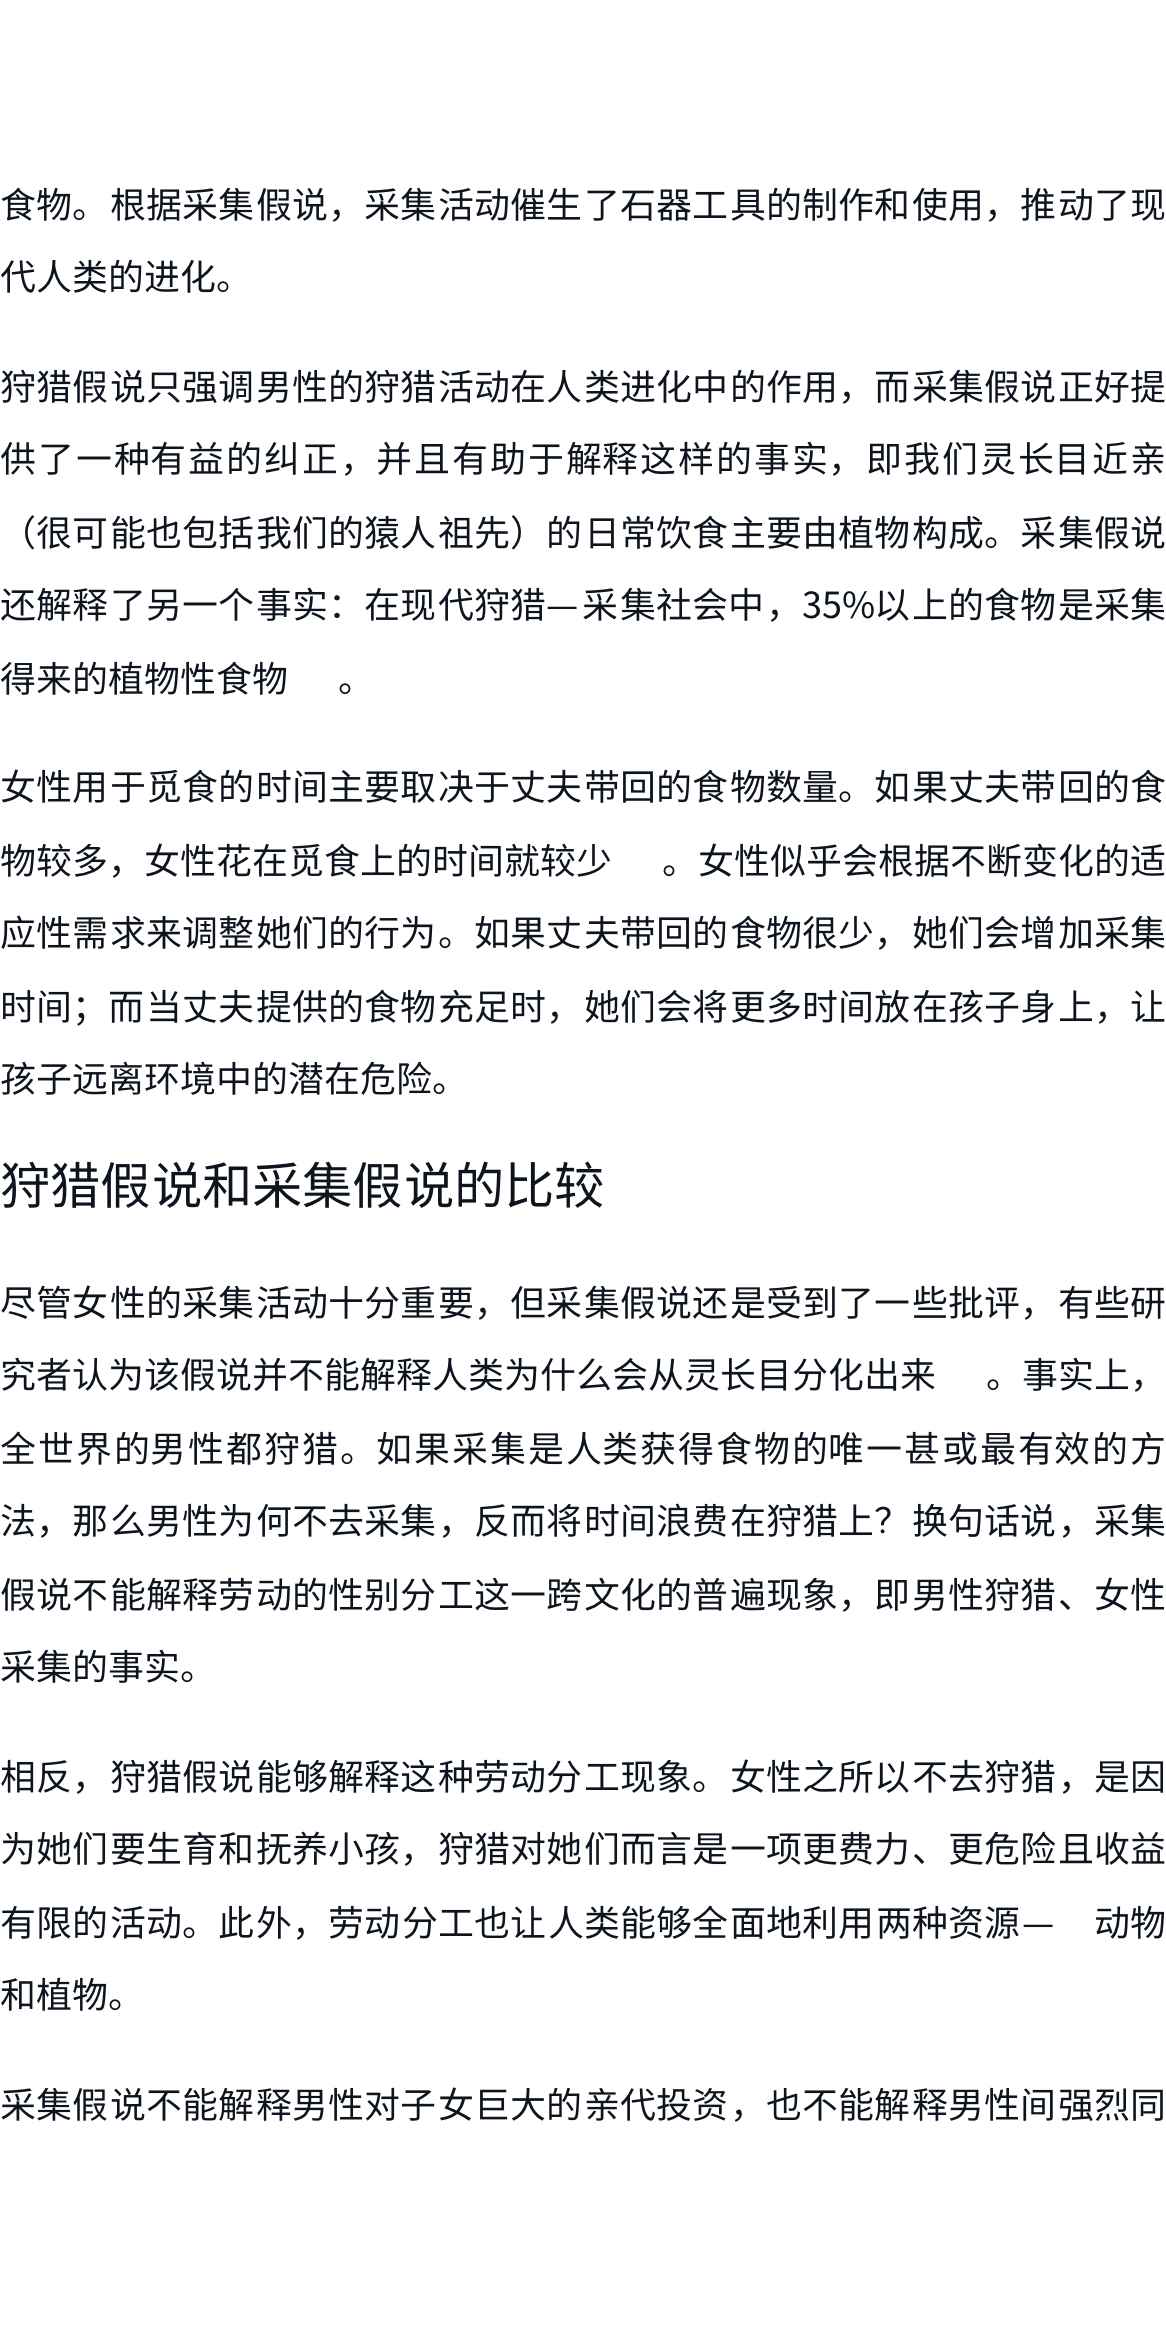 食物。根据采集假说，采集活动催生了石器工具的制作和使用，推动了现
代人类的进化。
狩猎假说只强调男性的狩猎活动在人类进化中的作用，而采集假说正好提
供了一种有益的纠正，并且有助于解释这样的事实，即我们灵长目近亲
（很可能也包括我们的猿人祖先）的日常饮食主要由植物构成。采集假说
还解释了另一个事实：在现代狩猎—采集社会中，35%以上的食物是采集
得来的植物性食物 。
女性用于觅食的时间主要取决于丈夫带回的食物数量。如果丈夫带回的食
物较多，女性花在觅食上的时间就较少 。女性似乎会根据不断变化的适
应性需求来调整她们的行为。如果丈夫带回的食物很少，她们会增加采集
时间；而当丈夫提供的食物充足时，她们会将更多时间放在孩子身上，让
孩子远离环境中的潜在危险。
狩猎假说和采集假说的比较
尽管女性的采集活动十分重要，但采集假说还是受到了一些批评，有些研
究者认为该假说并不能解释人类为什么会从灵长目分化出来 。事实上，
全世界的男性都狩猎。如果采集是人类获得食物的唯一甚或最有效的方
法，那么男性为何不去采集，反而将时间浪费在狩猎上？换句话说，采集
假说不能解释劳动的性别分工这一跨文化的普遍现象，即男性狩猎、女性
采集的事实。
相反，狩猎假说能够解释这种劳动分工现象。女性之所以不去狩猎，是因
为她们要生育和抚养小孩，狩猎对她们而言是一项更费力、更危险且收益
有限的活动。此外，劳动分工也让人类能够全面地利用两种资源— 动物
和植物。
采集假说不能解释男性对子女巨大的亲代投资，也不能解释男性间强烈同